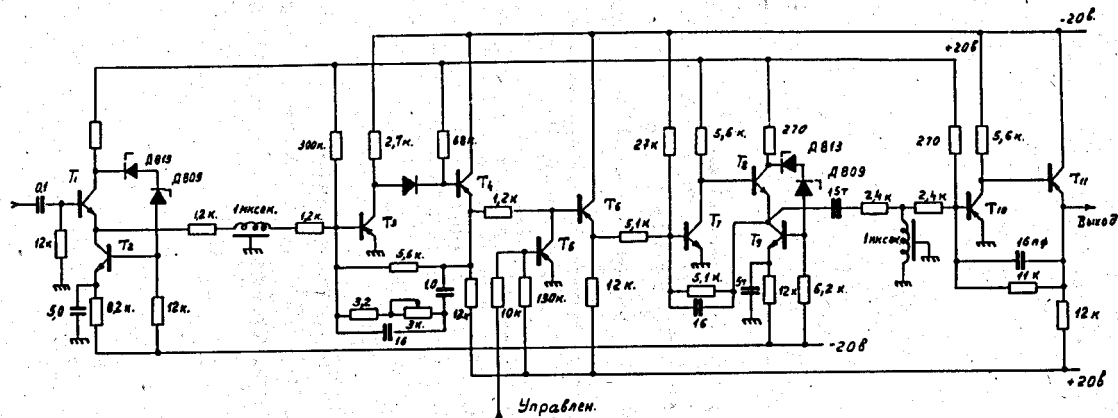 -20в.
+20в
0,1
T1
Д813
Д809
300к.
2,7к.
68к.
T4
1,2к
27к
5,6к.
270
T8
Д813
Д809
15т
2,4к
2,4к.
270
5,6к.
T11
12к
T2
1,2к.
1мксек.
1,2к.
T3
T6
T6
5,1к
T7
T9
1мксек
T10
Выход
5,6к.
1,0
5,0
8,2к.
12к.
3,2
3к.
16
12к
10к
130к.
12к.
5,1к
16
5т
12к
6,2к
16пф
11к
12к
-20в
+20в
Управлен.